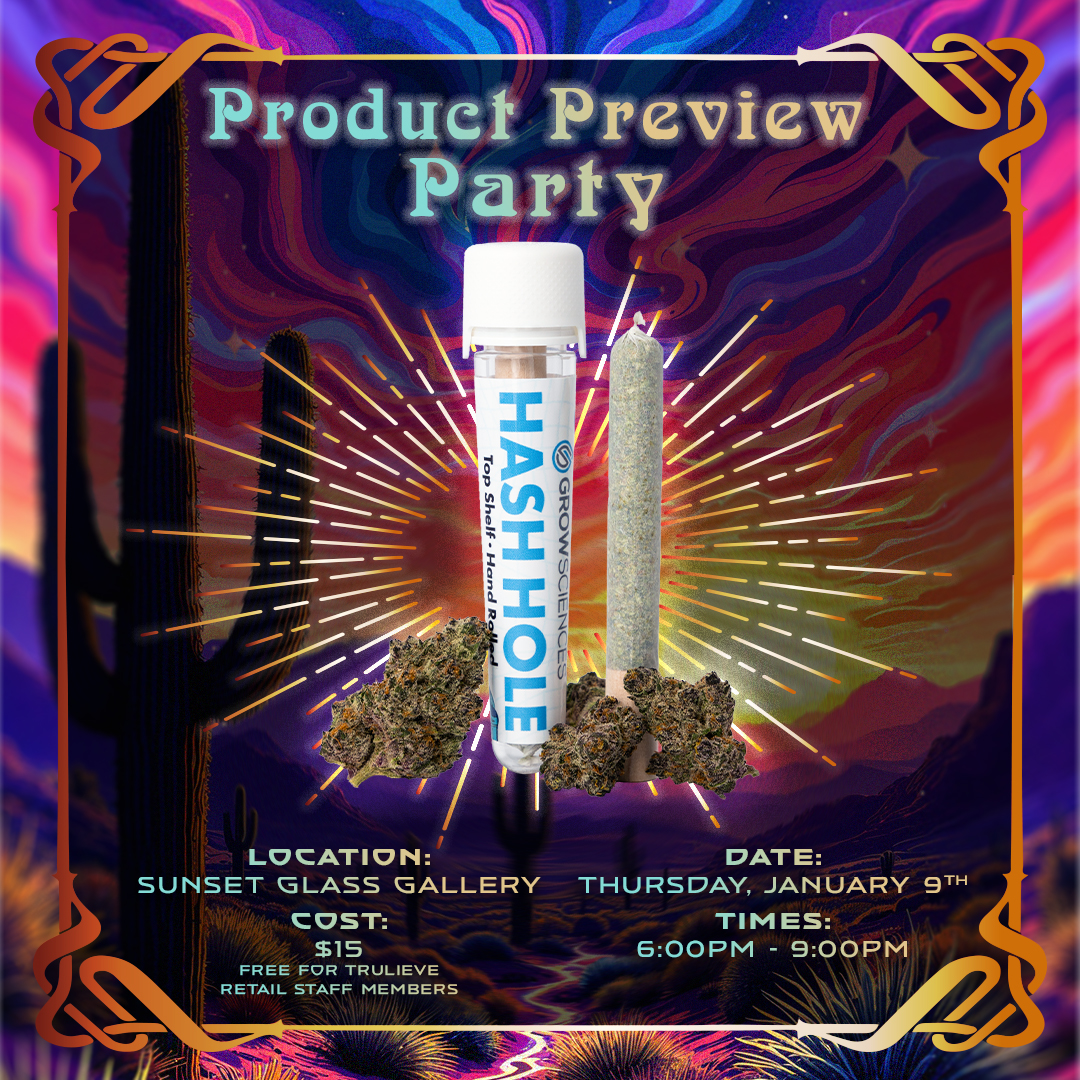 Product Preview
Party
HASH HOLE
GROWSCIENCES
Top Shelf - Hand Rolled
LOCATION:
SUNSET GLASS GALLERY
COST:
$15
FREE FOR TRULIEVE
RETAIL STAFF MEMBERS
DATE:
THURSDAY, JANUARY 9TH
TIMES:
6:00PM - 9:00PM